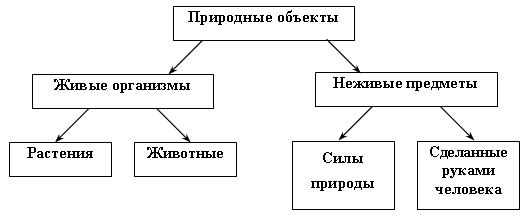 Природные объекты
Живые организмы
Неживые предметы
Растения
Животные
Силы
природы
Сделанные
руками
человека